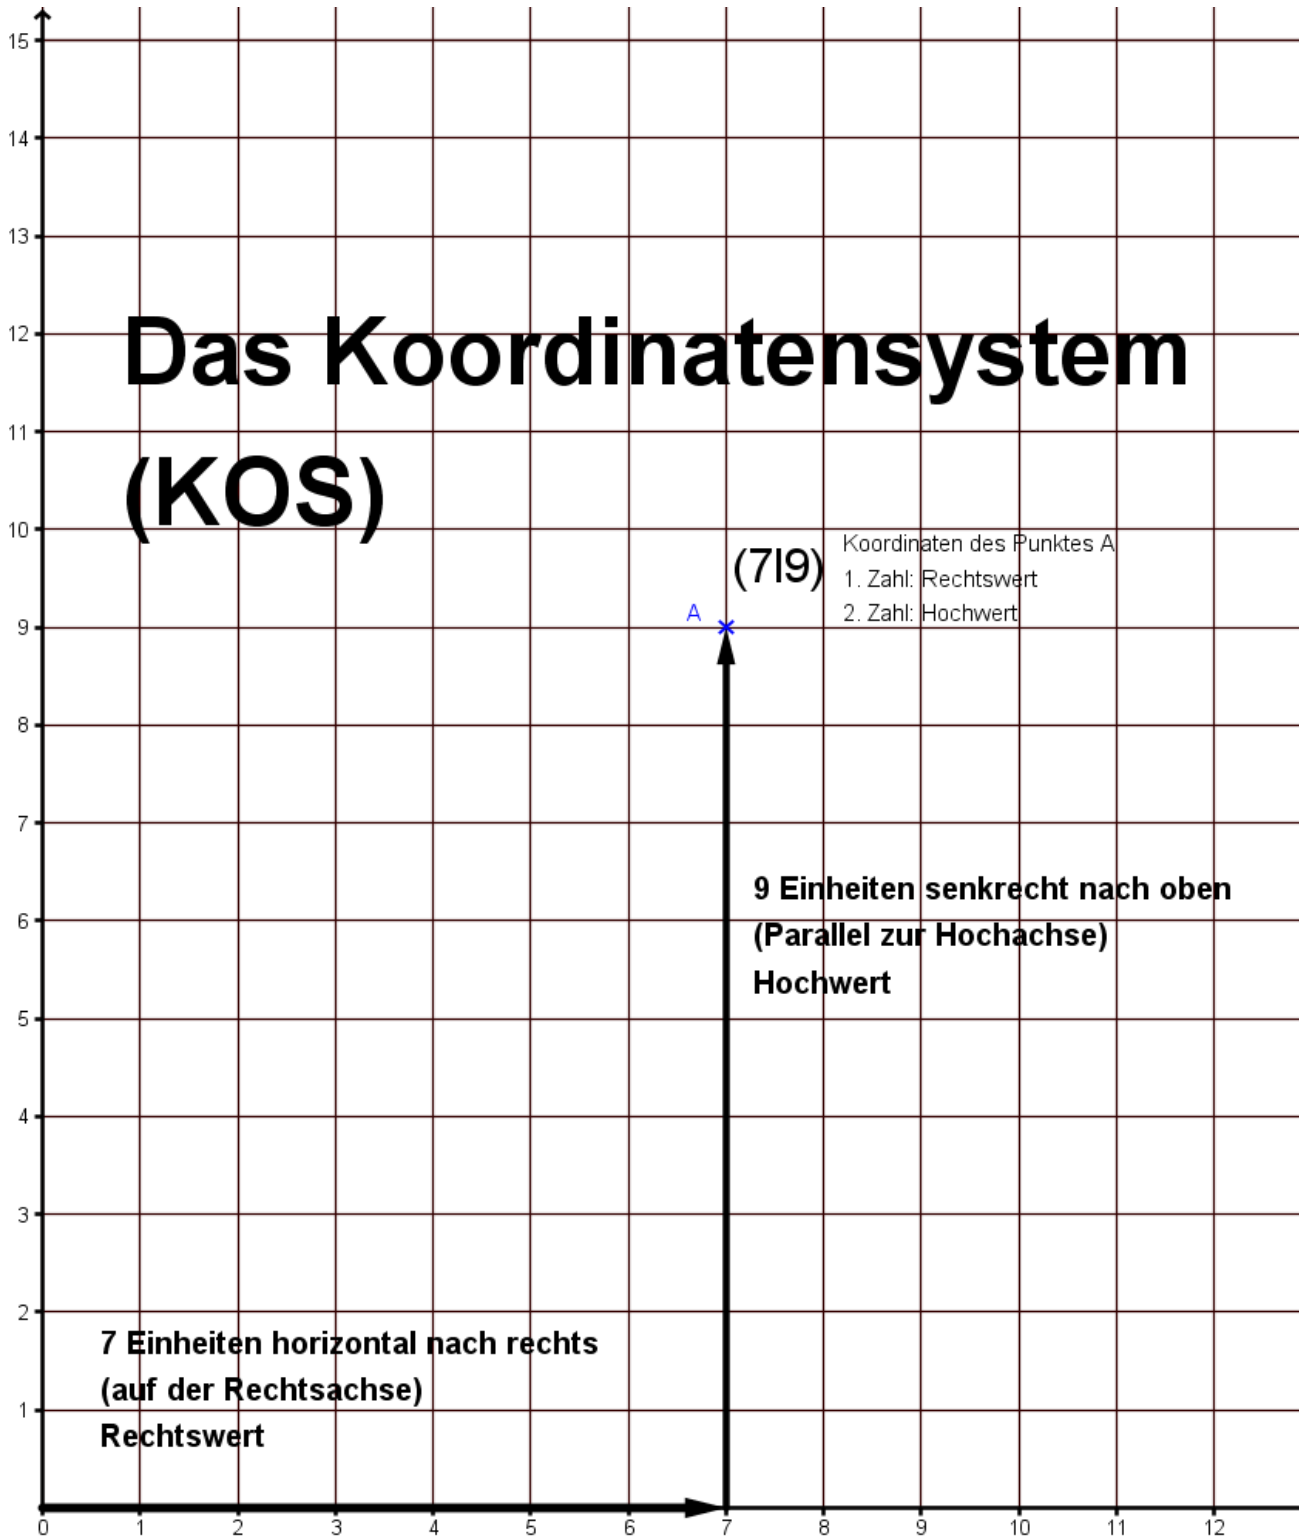 15
14
13
12
Das Koordinatensystem
11
(KOS)
10
(7I9)
Koordinaten des Punktes A
1. Zahl: Rechtswert
2. Zahl: Hochwert
A
9
8
7
9 Einheiten senkrecht nach oben
(Parallel zur Hochachse)
Hochwert
6
5
4
3
2
7 Einheiten horizontal nach rechts
(auf der Rechtsachse)
Rechtswert
1
0 1 2 3 4 5 6 7 8 9 10 11 12